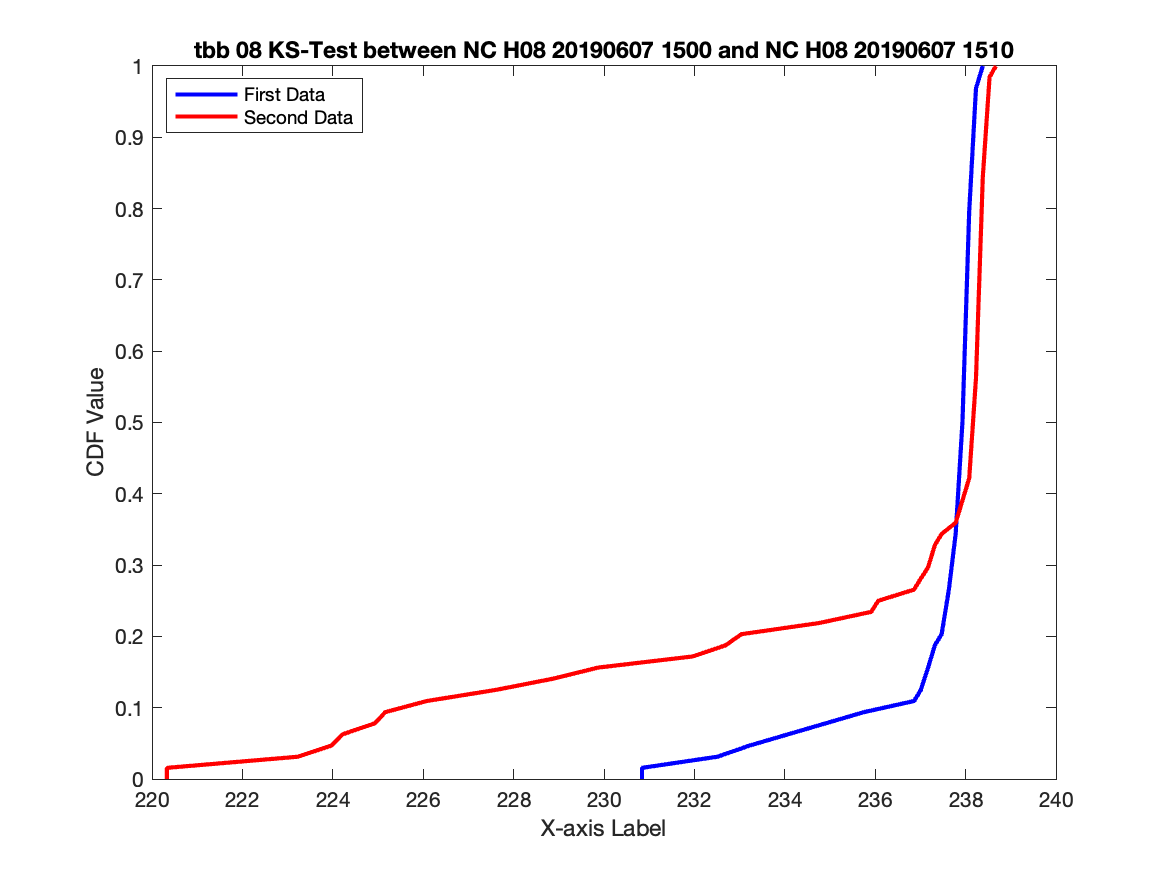 tbb 08 KS-Test between NC H08 20190607 1500 and NC H08 20190607 1510
First Data
Second Data
1
0.9
0.8
0.7
0.6
0.5
0.4
0.3
0.2
0.1
0
CDF Value
220 222 224 226 228 230 232 234 236 238 240
X-axis Label